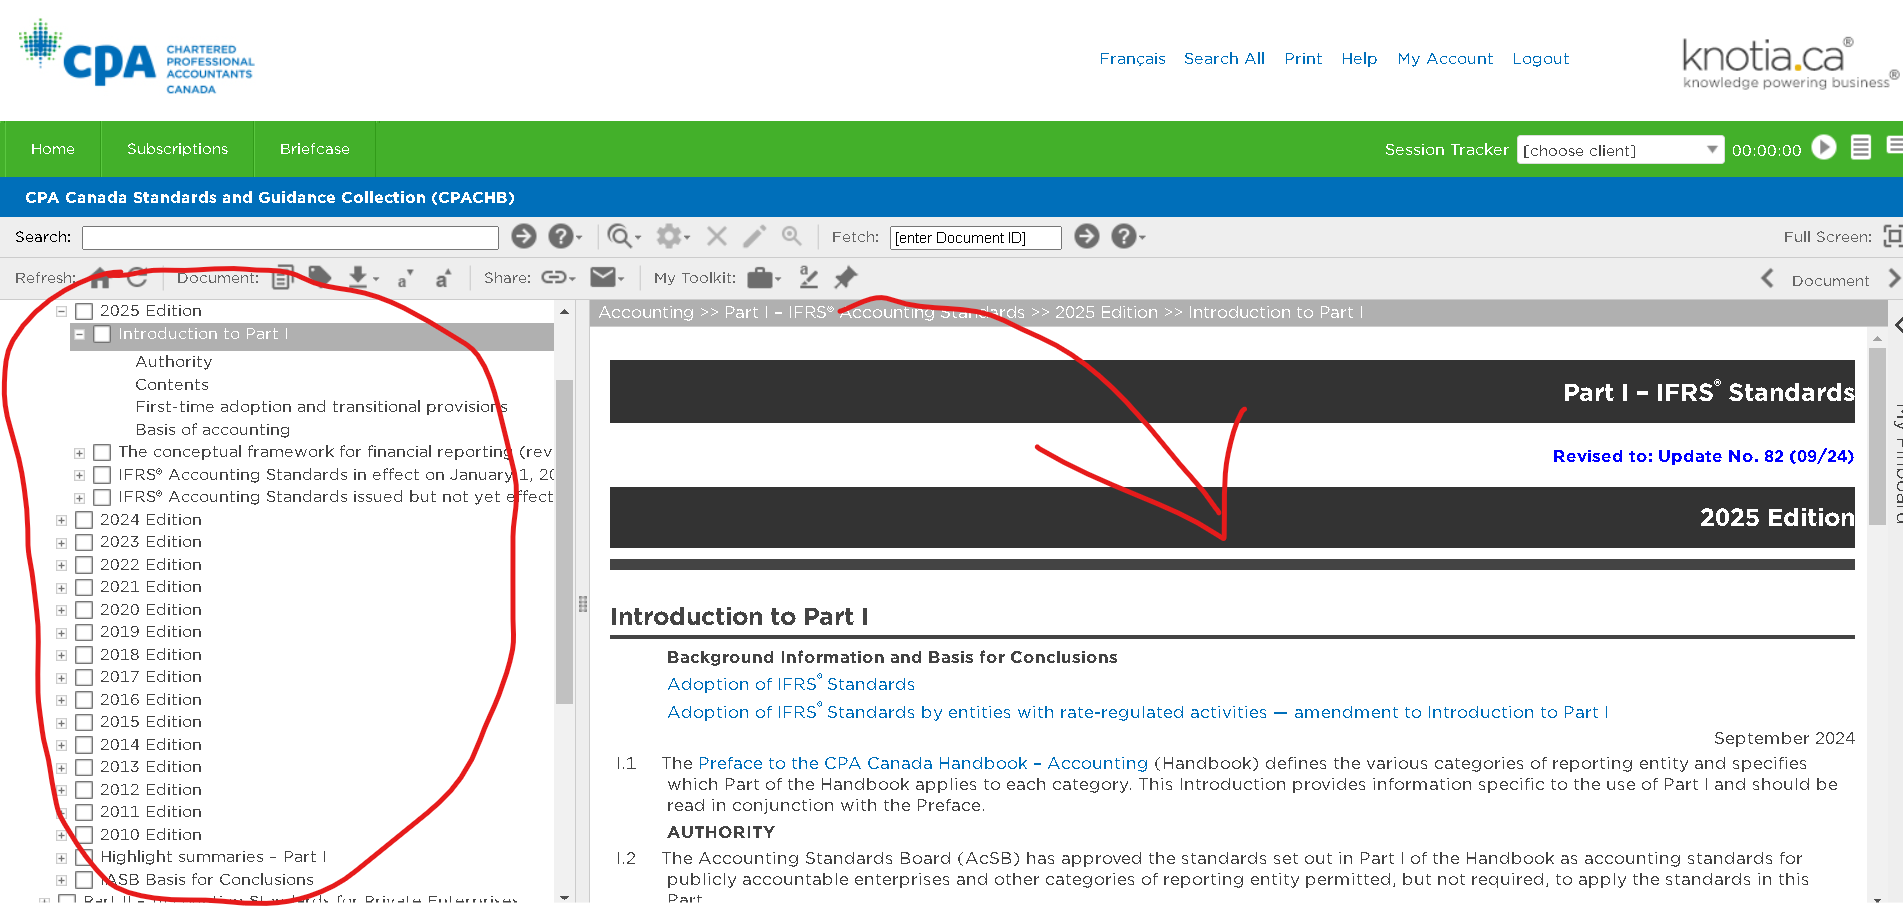 CPA CHARTERED
PROFESSIONAL
ACCOUNTANTS
CANADA
Français Search All Print Help My Account Logout
knotia.ca®
knowledge powering business®
Home Subscriptions Briefcase
Session Tracker [choose client] 00:00:00
CPA Canada Standards and Guidance Collection (CPACHB)
Search: Fetch: [enter Document ID] Full Screen:
Refresh: Document: Share: My Toolkit: Document
2025 Edition
Introduction to Part I
Authority
Contents
First-time adoption and transitional provisions
Basis of accounting
The conceptual framework for financial reporting (rev
IFRS® Accounting Standards in effect on January 1, 20
IFRS® Accounting Standards issued but not yet effect
2024 Edition
2023 Edition
2022 Edition
2021 Edition
2020 Edition
2019 Edition
2018 Edition
2017 Edition
2016 Edition
2015 Edition
2014 Edition
2013 Edition
2012 Edition
2011 Edition
2010 Edition
Highlight summaries – Part I
IASB Basis for Conclusions
Part II – Accounting Standards for Private Enterprises
Accounting >> Part I – IFRS® Accounting Standards >> 2025 Edition >> Introduction to Part I
Part I – IFRS® Standards
Revised to: Update No. 82 (09/24)
2025 Edition
Introduction to Part I
Background Information and Basis for Conclusions
Adoption of IFRS® Standards
Adoption of IFRS® Standards by entities with rate-regulated activities — amendment to Introduction to Part I
September 2024
I.1 The Preface to the CPA Canada Handbook – Accounting (Handbook) defines the various categories of reporting entity and specifies
which Part of the Handbook applies to each category. This Introduction provides information specific to the use of Part I and should be
read in conjunction with the Preface.
AUTHORITY
I.2 The Accounting Standards Board (AcSB) has approved the standards set out in Part I of the Handbook as accounting standards for
publicly accountable enterprises and other categories of reporting entity permitted, but not required, to apply the standards in this
Part.
My Pinboard